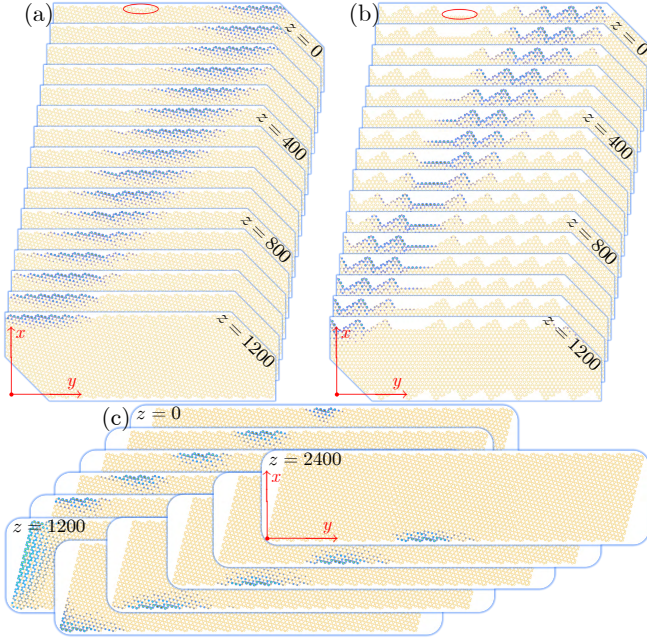 (a)
z = 0
z = 400
z = 800
z = 1200
x
y
(b)
z = 0
z = 400
z = 800
z = 1200
x
y
(c)
z = 0
z = 2400
x
y
z = 1200